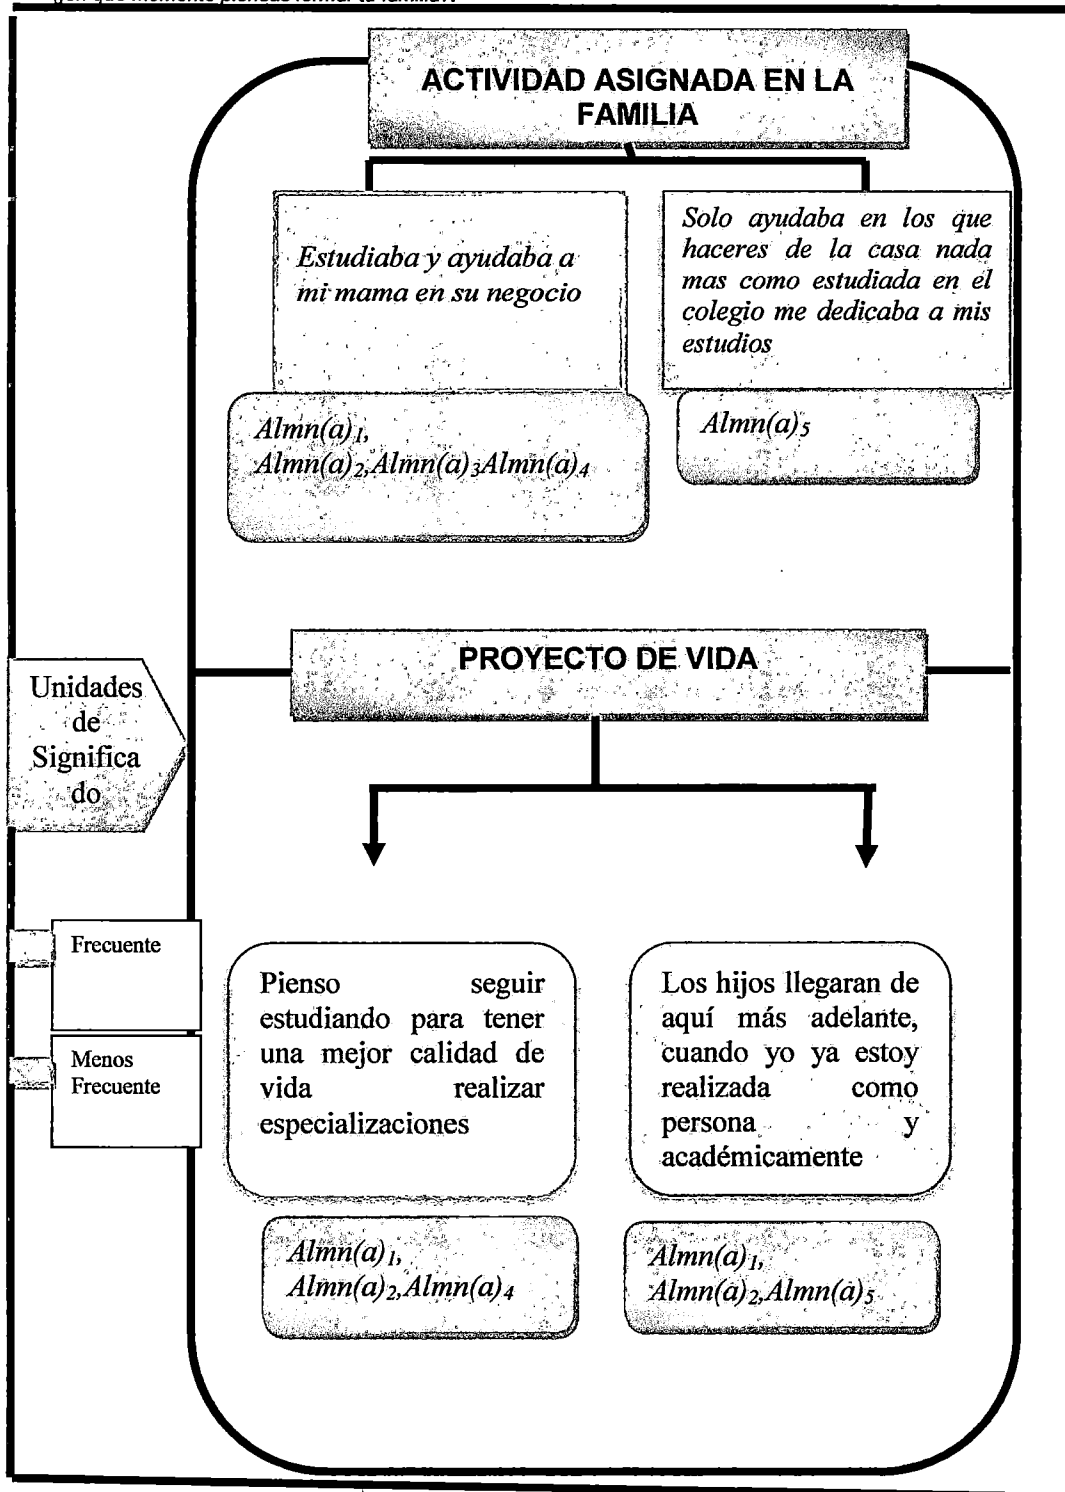 ACTIVIDAD ASIGNADA EN LA
FAMILIA
Estudiaba y ayudaba a
mi mama en su negocio
Solo ayudaba en los que
haceres de la casa nada
mas como estudiada en el
colegio me dedicaba a mis
estudios
Almn(a)1,
Almn(a)2,Almn(a)3Almn(a)4
Almn(a)5
PROYECTO DE VIDA
Unidades
de
Significa
do
Frecuente
Menos
Frecuente
Pienso seguir
estudiando para tener
una mejor calidad de
vida realizar
especializaciones
Los hijos llegaran de
aquí más adelante,
cuando yo ya estoy
realizada como
persona y
académicamente
Almn(a)1,
Almn(a)2,Almn(a)4
Almn(a)1,
Almn(a)2,Almn(a)5